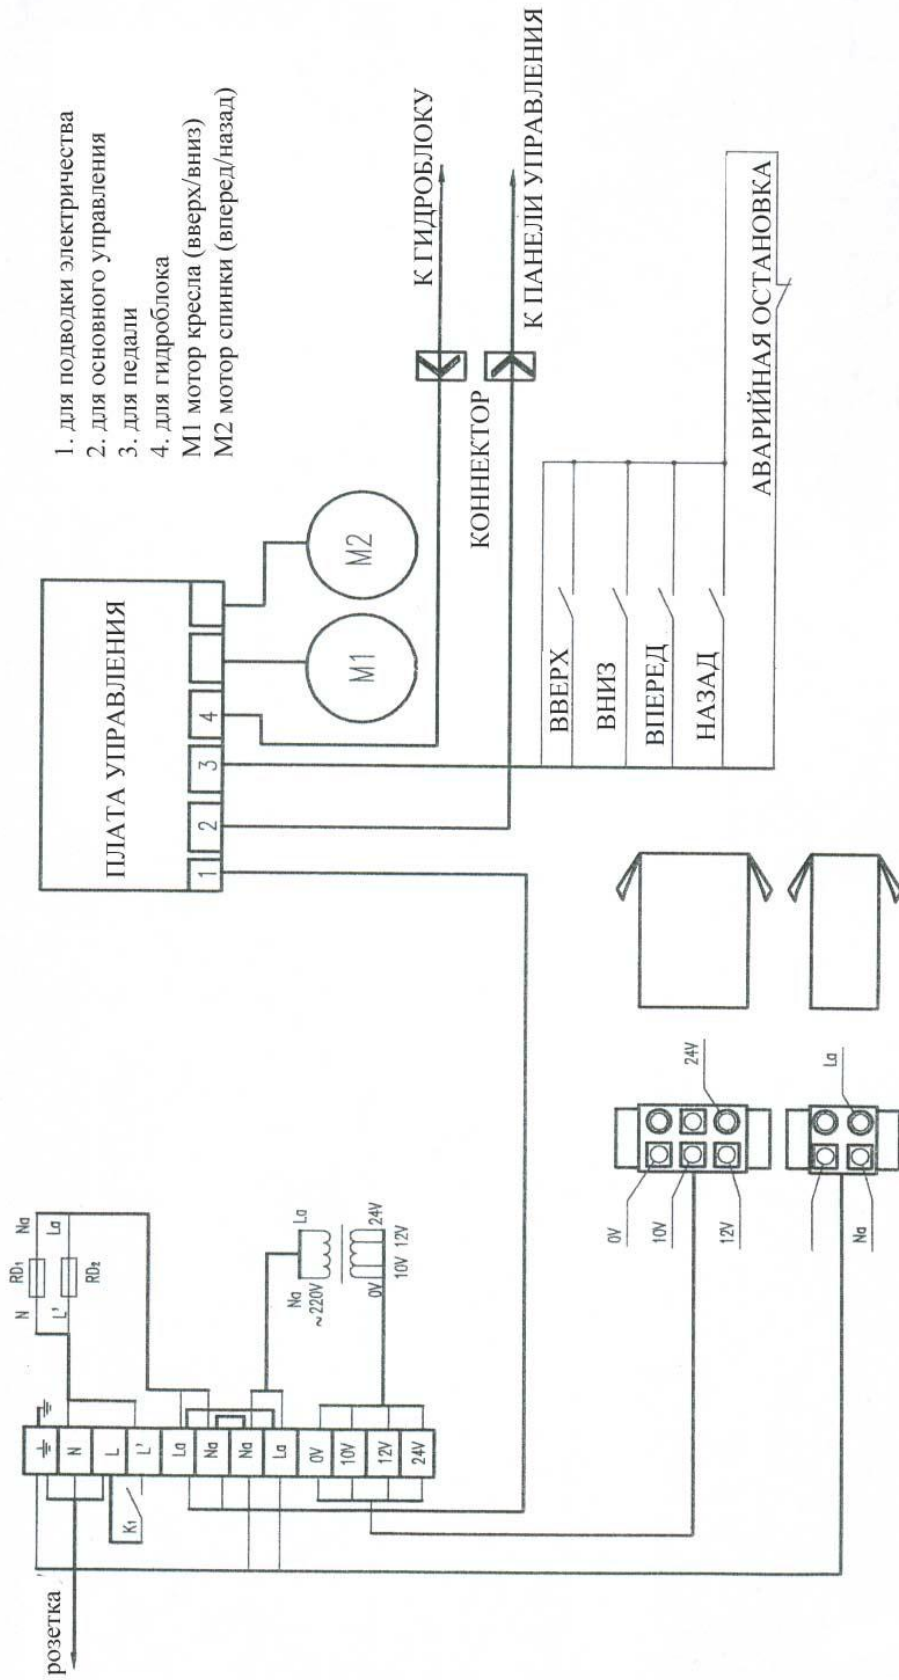 1. для подводки электричества
2. для основного управления
3. для педали
4. для гидроблока
М1 мотор кресла (вверх/вниз)
М2 мотор спинки (вперед/назад)
ПЛАТА УПРАВЛЕНИЯ
1
2
3
4
M1
M2
К ГИДРОБЛОКУ
КОННЕКТОР
К ПАНЕЛИ УПРАВЛЕНИЯ
ВВЕРХ
ВНИЗ
ВПЕРЕД
НАЗАД
АВАРИЙНАЯ ОСТАНОВКА
N
RD1
Na
L'
RD2
La
N
L
L'
La
Na
Na
La
0V
10V
12V
24V
K1
розетка
Na
La
~220V
0V
24V
10V 12V
0V
10V
12V
24V
La
Na